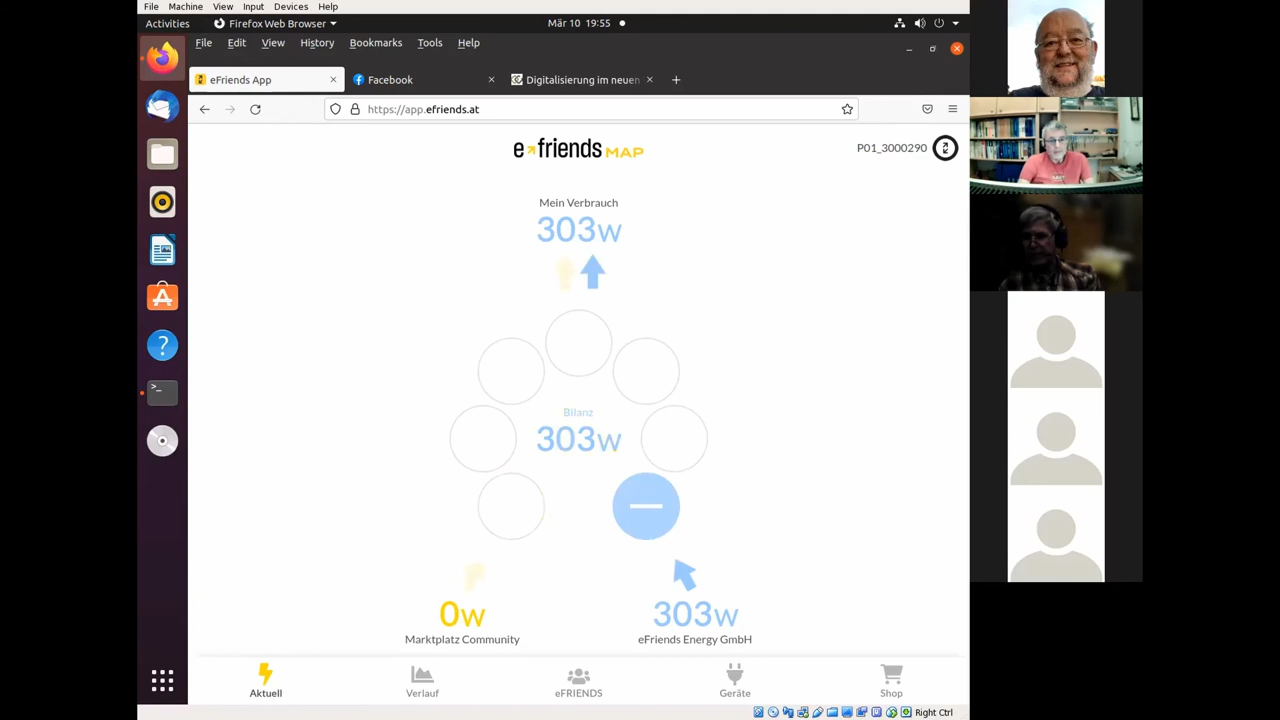 File Machine View Input Devices Help
Activities Firefox Web Browser Mär 10 19:55
File Edit View History Bookmarks Tools Help
eFriends App Facebook Digitalisierung im neuen
https://app.efriends.at
e friends MAP P01_3000290
Mein Verbrauch
303w
Bilanz
303w
0w 303w
Marktplatz Community eFriends Energy GmbH
Aktuell Verlauf eFRIENDS Geräte Shop
Right Ctrl